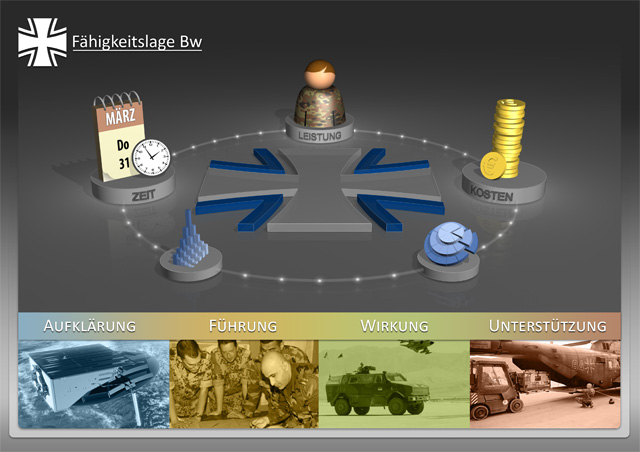 Fähigkeitslage Bw
LEISTUNG
MÄRZ
Do
31
ZEIT
KOSTEN
AUFKLÄRUNG
FÜHRUNG
WIRKUNG
UNTERSTÜTZUNG